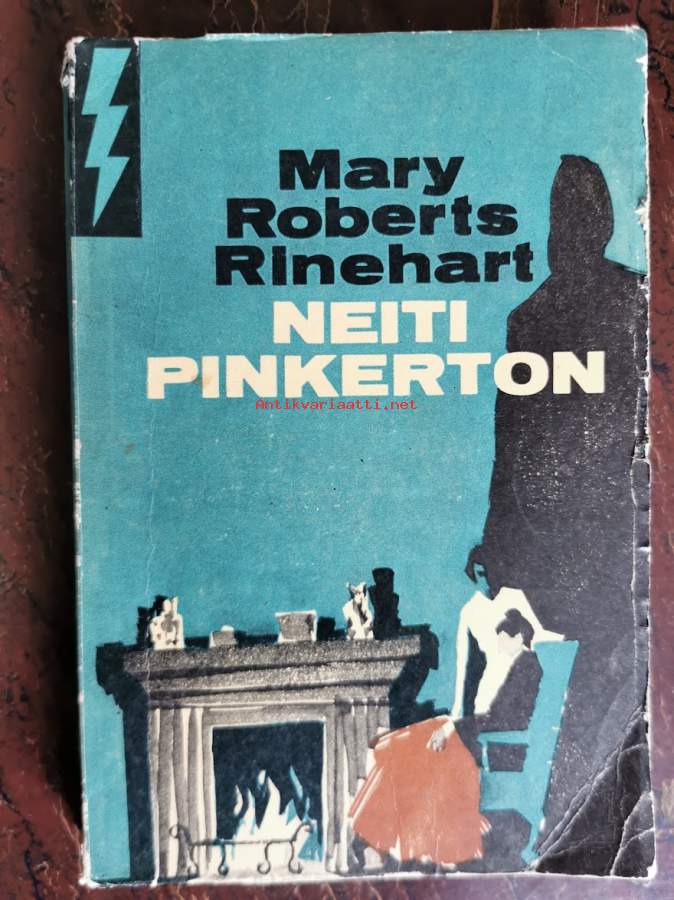 Mary
Roberts
Rinehart
NEITI
PINKERTON
Antikvariaatti.net